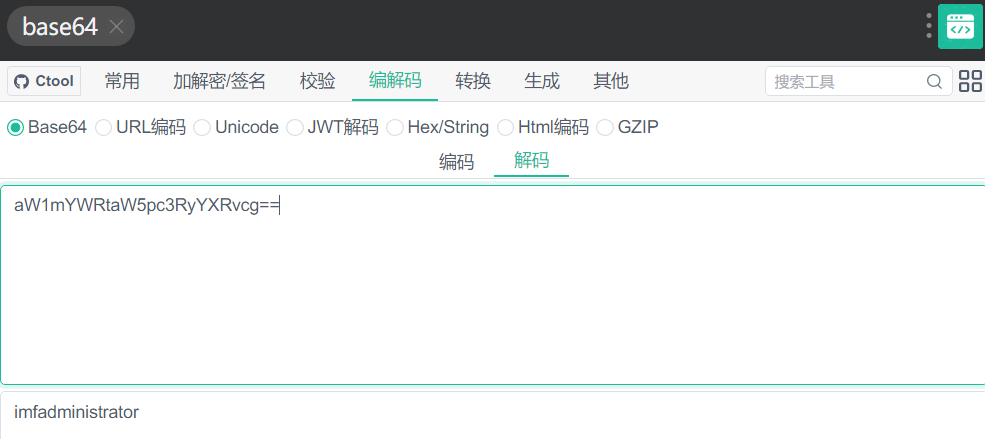 base64
Ctool 常用 加解密/签名 校验 编解码 转换 生成 其他 搜索工具
Base64 URL编码 Unicode JWT解码 Hex/String Html编码 GZIP
编码 解码
aW1mYWRtaW5pc3RyYXRvcg==
imfadministrator